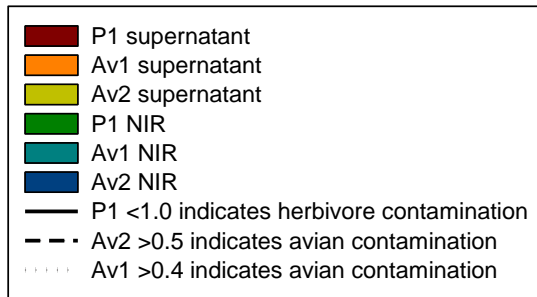 P1 supernatant
Av1 supernatant
Av2 supernatant
P1 NIR
Av1 NIR
Av2 NIR
P1 <1.0 indicates herbivore contamination
Av2 >0.5 indicates avian contamination
Av1 >0.4 indicates avian contamination